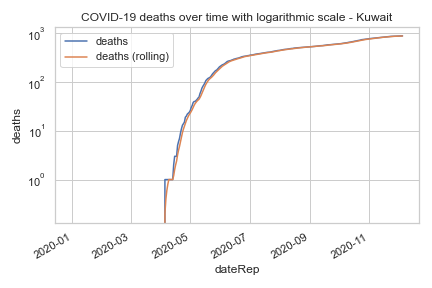 COVID-19 deaths over time with logarithmic scale - Kuwait
deaths
deaths (rolling)
deaths
10³
10²
10¹
10⁰
2020-01
2020-03
2020-05
2020-07
2020-09
2020-11
dateRep